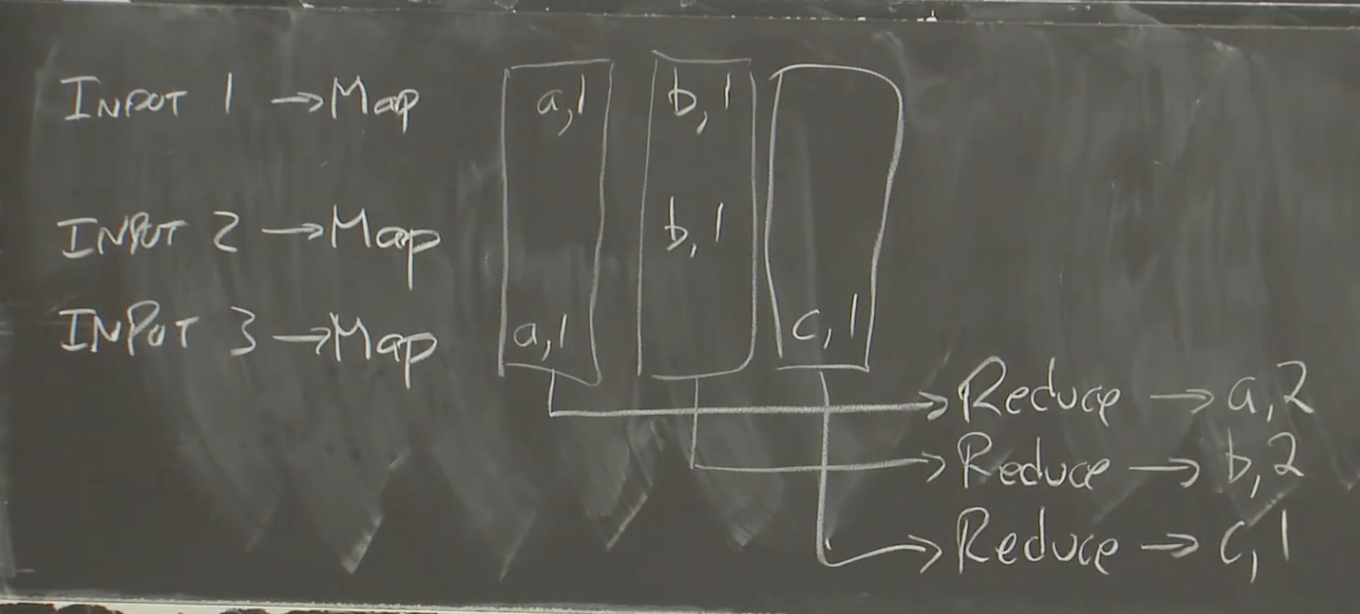 INPUT 1 → Map a,1 b,1
INPUT 2 → Map b,1
INPUT 3 → Map a,1 c,1
→ Reduce → a,2
→ Reduce → b,2
→ Reduce → c,1